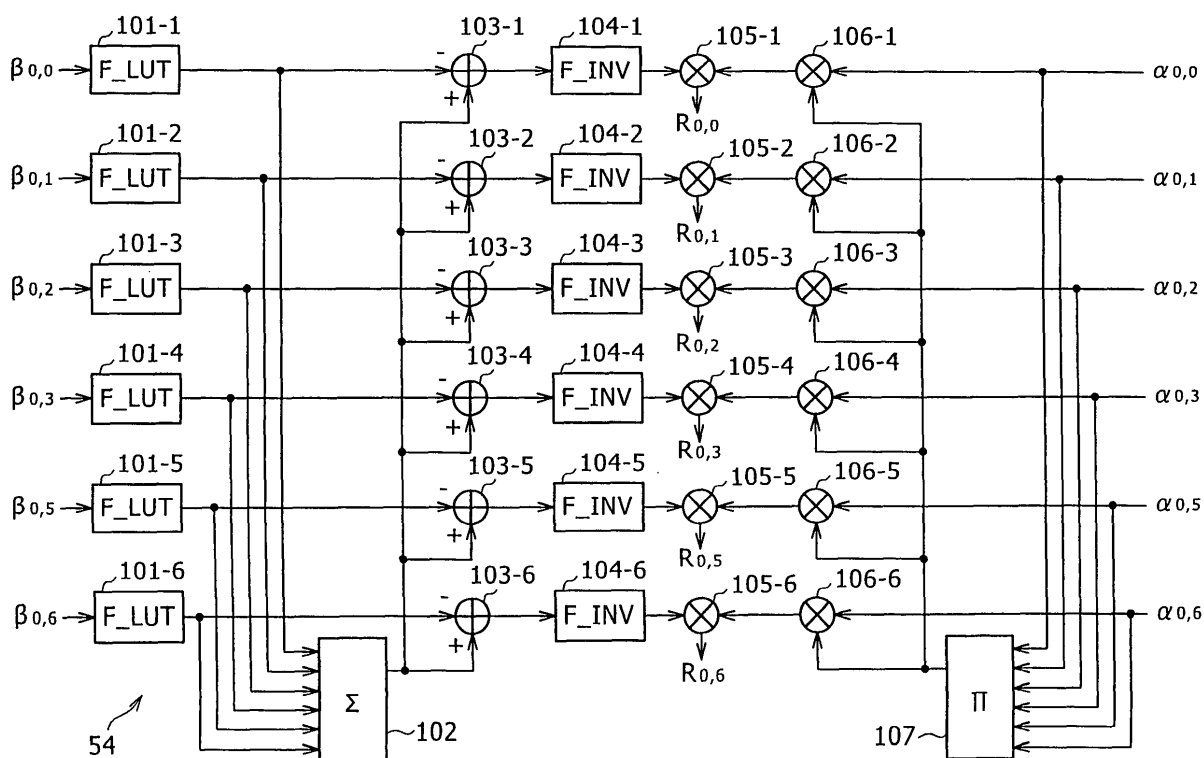 101-1 103-1 104-1 105-1 106-1
β0,0 F_LUT - + F_INV R0,0 α0,0
101-2 103-2 104-2 105-2 106-2
β0,1 F_LUT - + F_INV R0,1 α0,1
101-3 103-3 104-3 105-3 106-3
β0,2 F_LUT - + F_INV R0,2 α0,2
101-4 103-4 104-4 105-4 106-4
β0,3 F_LUT - + F_INV R0,3 α0,3
101-5 103-5 104-5 105-5 106-5
β0,5 F_LUT - + F_INV R0,5 α0,5
101-6 103-6 104-6 105-6 106-6
β0,6 F_LUT - + F_INV R0,6 α0,6
Σ Π
54 102 107